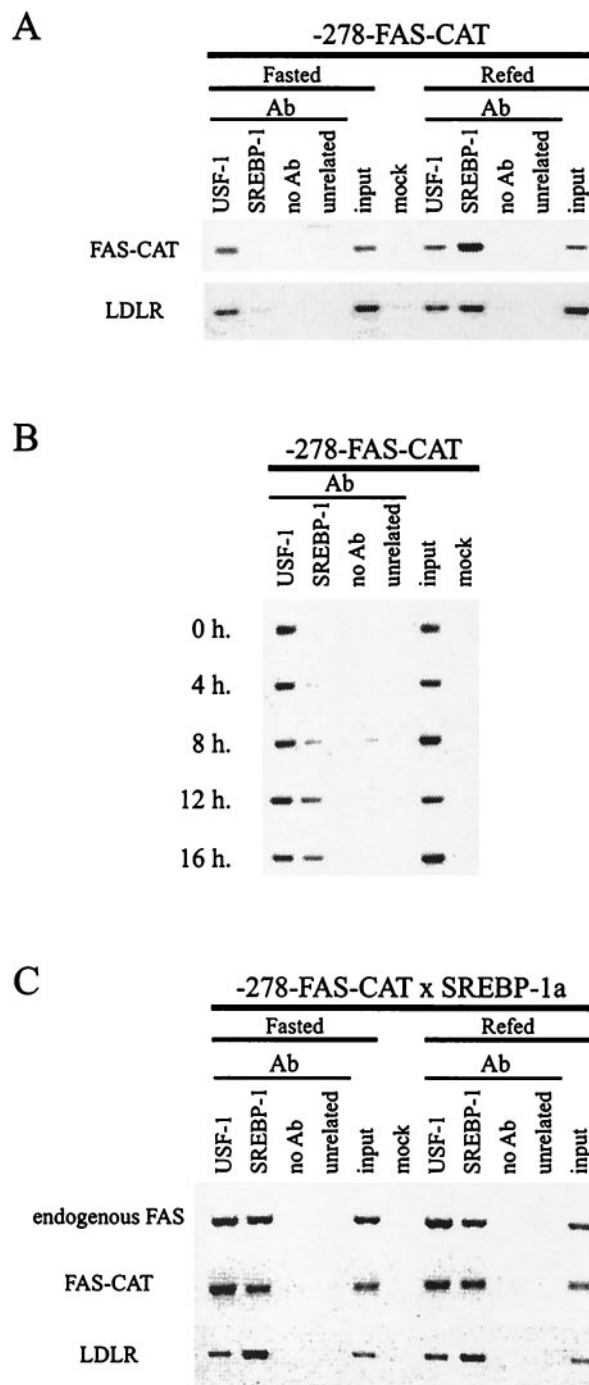 A
-278-FAS-CAT
Fasted Refed
Ab Ab
USF-1 SREBP-1 no Ab unrelated input mock USF-1 SREBP-1 no Ab unrelated input
FAS-CAT
LDLR
B
-278-FAS-CAT
Ab
USF-1 SREBP-1 no Ab unrelated input mock
0 h.
4 h.
8 h.
12 h.
16 h.
C
-278-FAS-CAT x SREBP-1a
Fasted Refed
Ab Ab
USF-1 SREBP-1 no Ab unrelated input mock USF-1 SREBP-1 no Ab unrelated input
endogenous FAS
FAS-CAT
LDLR